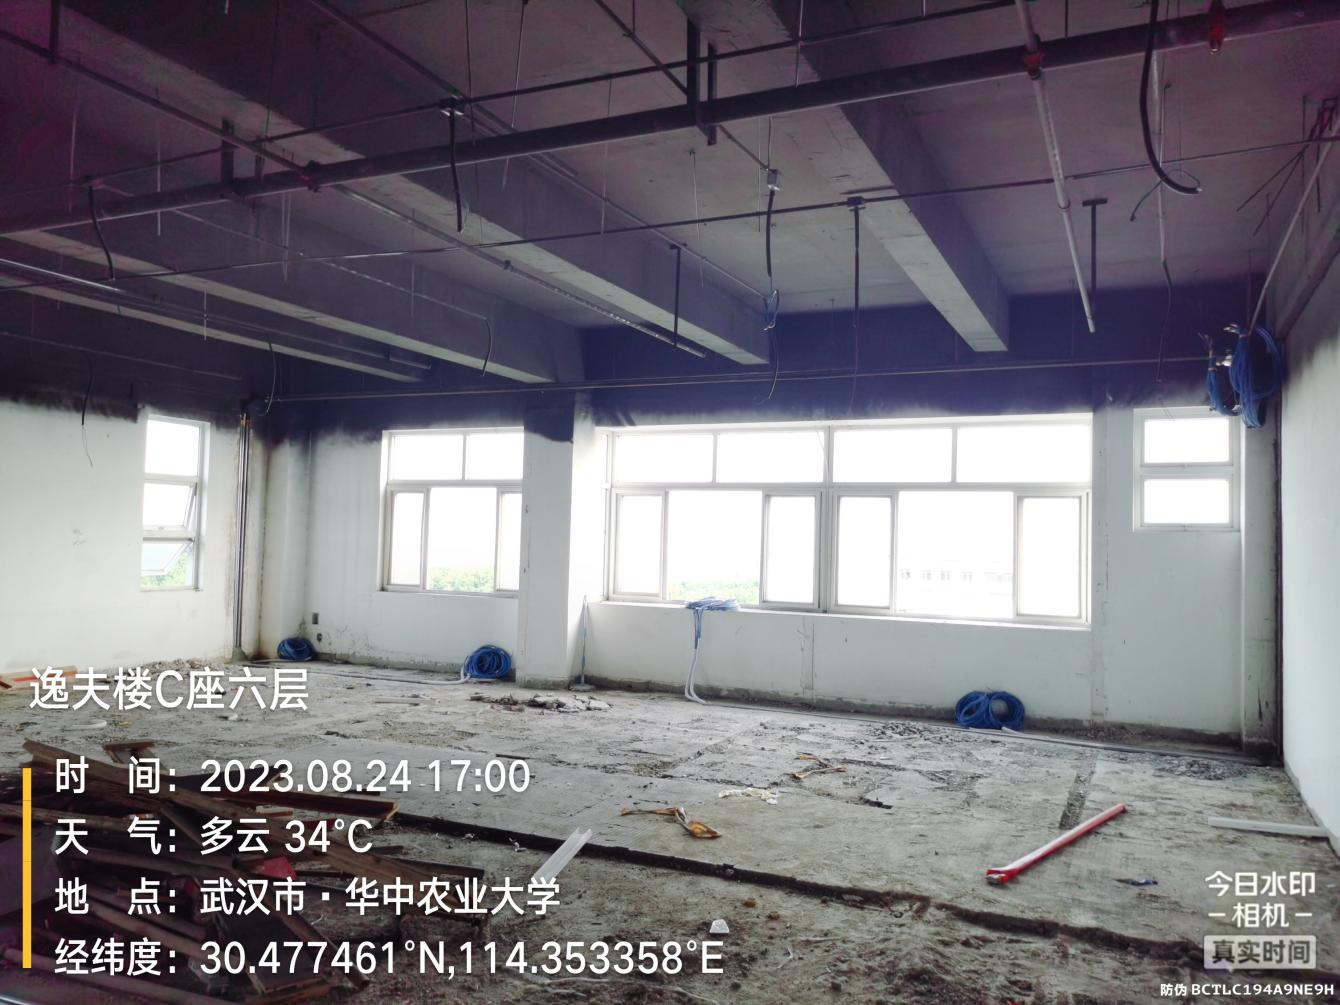 逸夫楼C座六层
时 间：2023.08.24 17:00
天 气：多云 34℃
地 点：武汉市·华中农业大学
经纬度：30.477461°N,114.353358°E
今日水印
相机
真实时间
防伪 BCTLC194A9NE9H